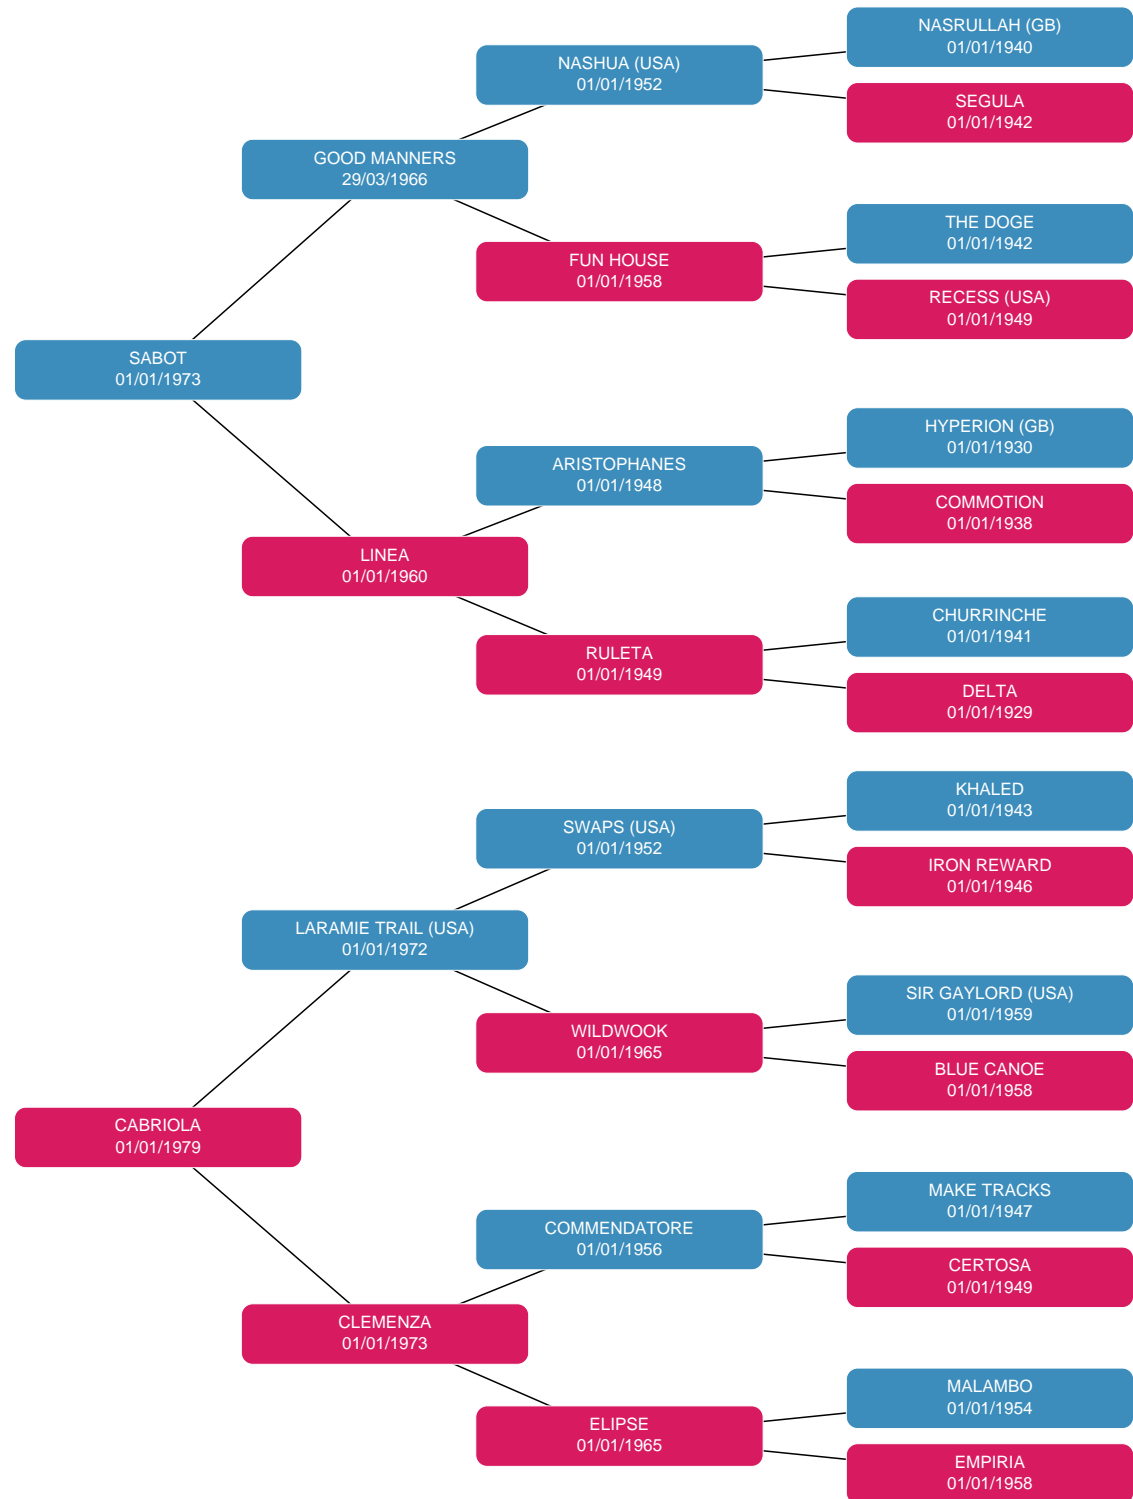 NASRULLAH (GB)
01/01/1940
NASHUA (USA)
01/01/1952
SEGULA
01/01/1942
GOOD MANNERS
29/03/1966
THE DOGE
01/01/1942
FUN HOUSE
01/01/1958
RECESS (USA)
01/01/1949
SABOT
01/01/1973
HYPERION (GB)
01/01/1930
ARISTOPHANES
01/01/1948
COMMOTION
01/01/1938
LINEA
01/01/1960
CHURRINCHE
01/01/1941
RULETA
01/01/1949
DELTA
01/01/1929
KHALED
01/01/1943
SWAPS (USA)
01/01/1952
IRON REWARD
01/01/1946
LARAMIE TRAIL (USA)
01/01/1972
SIR GAYLORD (USA)
01/01/1959
WILDWOOK
01/01/1965
BLUE CANOE
01/01/1958
CABRIOLA
01/01/1979
MAKE TRACKS
01/01/1947
COMMENDATORE
01/01/1956
CERTOSA
01/01/1949
CLEMENZA
01/01/1973
MALAMBO
01/01/1954
ELIPSE
01/01/1965
EMPIRIA
01/01/1958